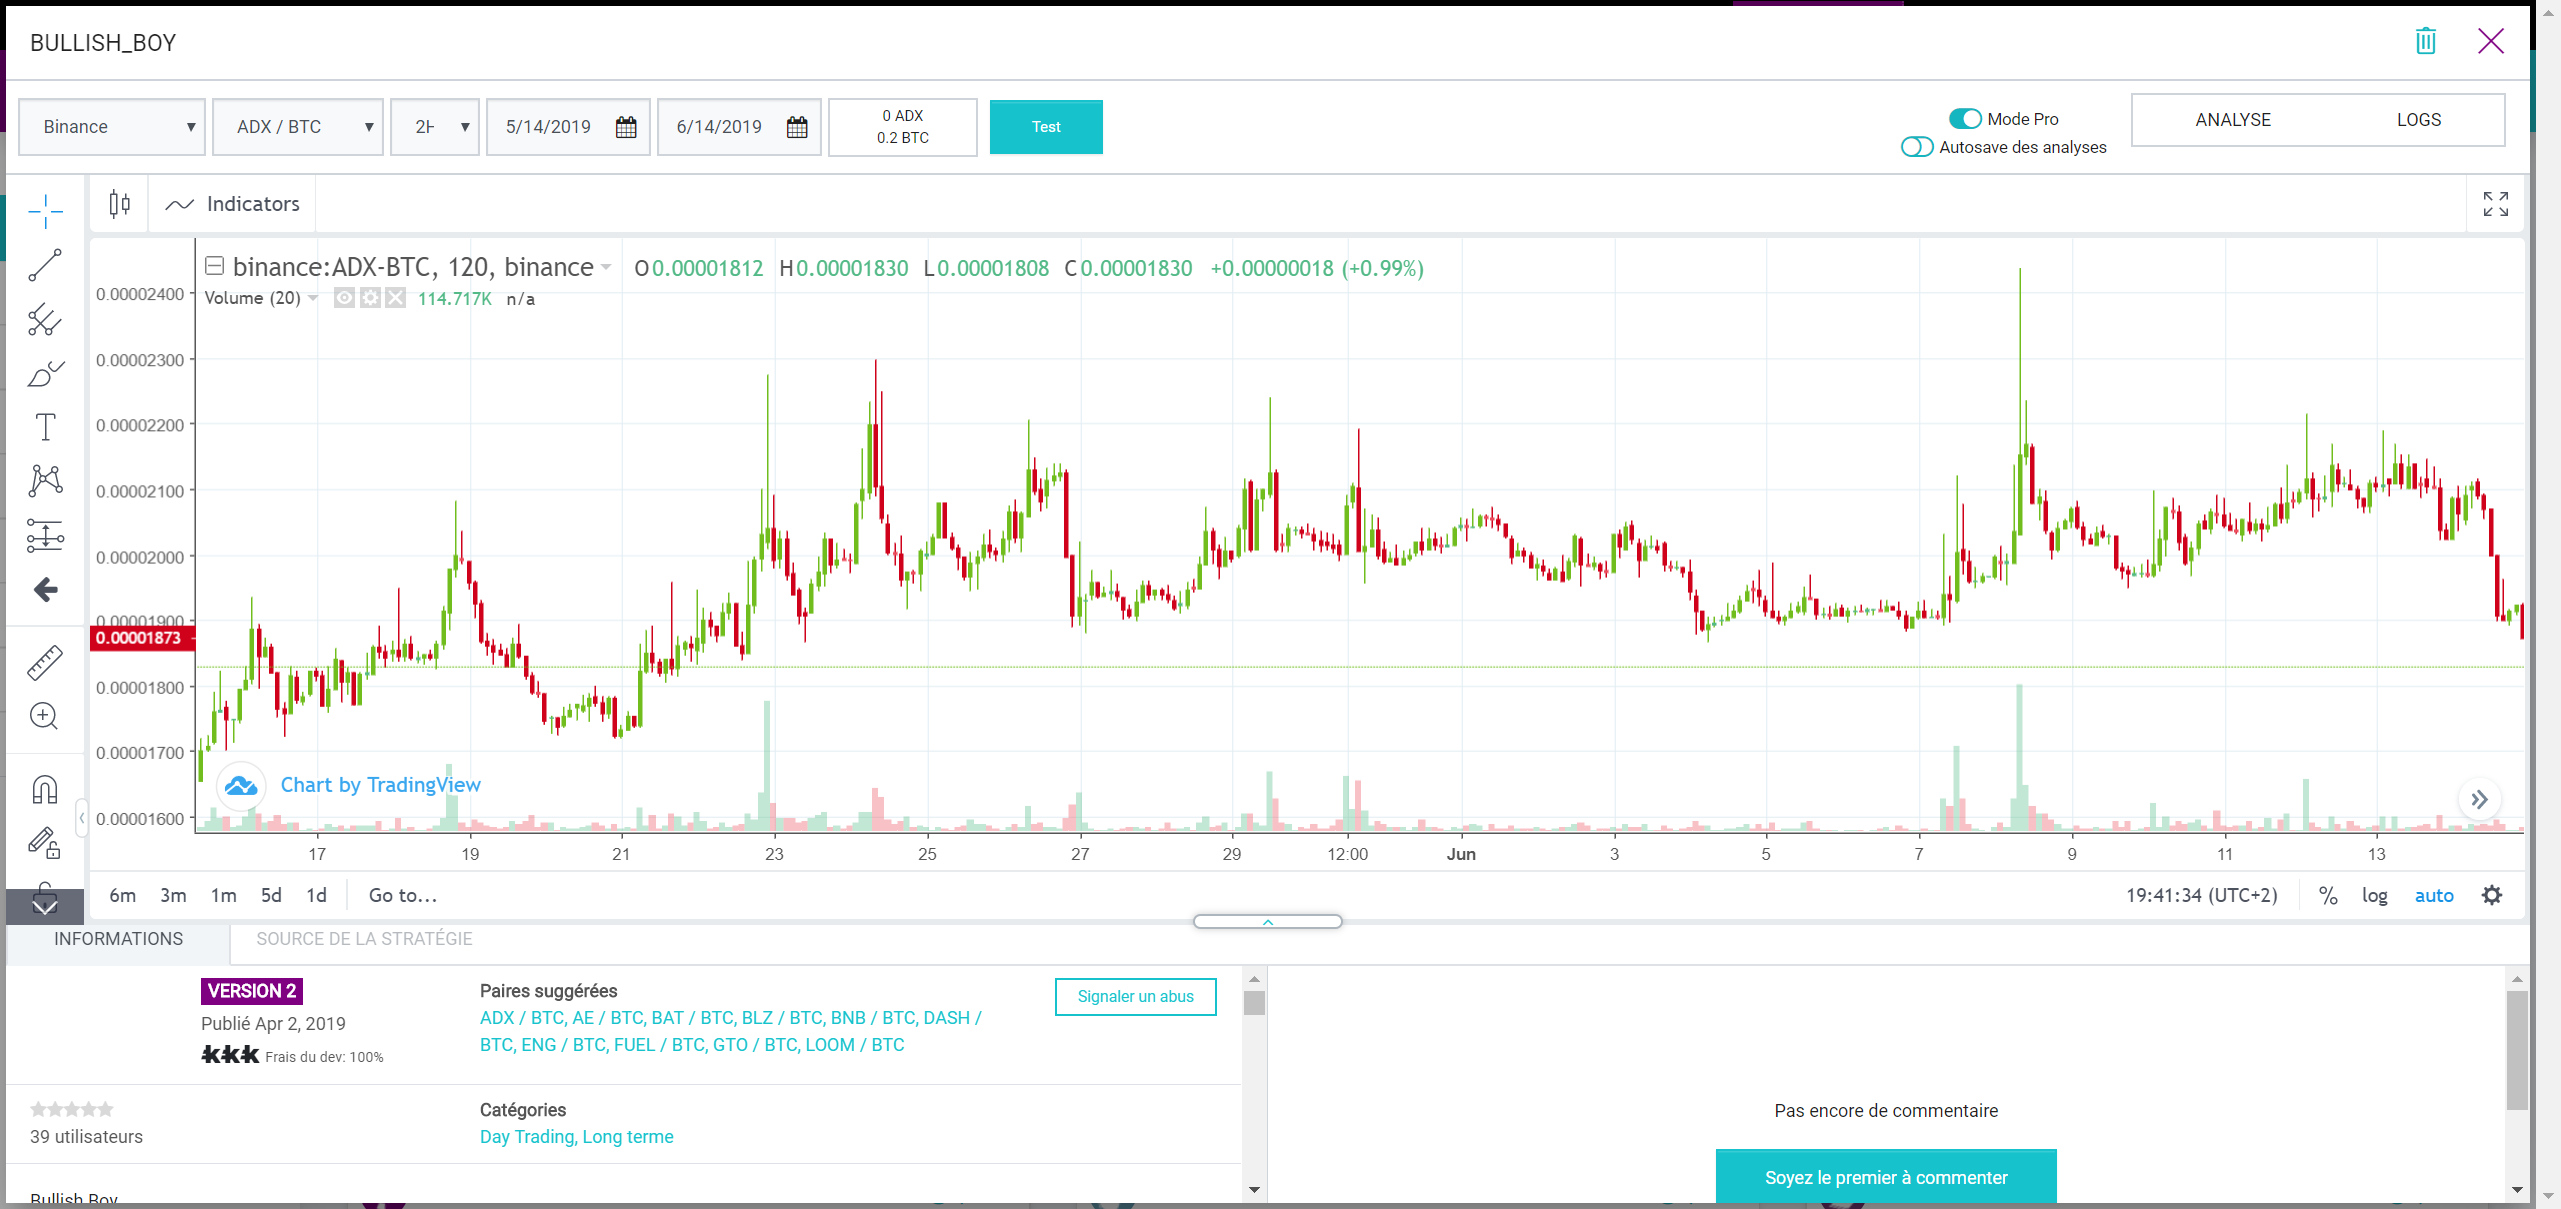 BULLISH_BOY
Binance
ADX / BTC
5/14/2019
6/14/2019
0 ADX
0.2 BTC
Test
Mode Pro
Autosave des analyses
ANALYSE
LOGS
Indicators
binance:ADX-BTC, 120, binance
O0.00001812 H0.00001830 L0.00001808 C0.00001830 +0.00000018 (+0.99%)
Volume (20) 114.717K n/a
0.00002400
0.00002300
0.00002200
0.00002100
0.00002000
0.00001900
0.00001873
0.00001800
0.00001700
0.00001600
Chart by TradingView
17 19 21 23 25 27 29 12:00 Jun 3 5 7 9 11 13
6m 3m 1m 5d 1d Go to...
19:41:34 (UTC+2) % log auto
INFORMATIONS
SOURCE DE LA STRATÉGIE
VERSION 2
Publié Apr 2, 2019
Frais du dev: 100%
Paires suggérées
ADX / BTC, AE / BTC, BAT / BTC, BLZ / BTC, BNB / BTC, DASH /
BTC, ENG / BTC, FUEL / BTC, GTO / BTC, LOOM / BTC
Signaler un abus
39 utilisateurs
Catégories
Day Trading, Long terme
Bullish Boy
Pas encore de commentaire
Soyez le premier à commenter